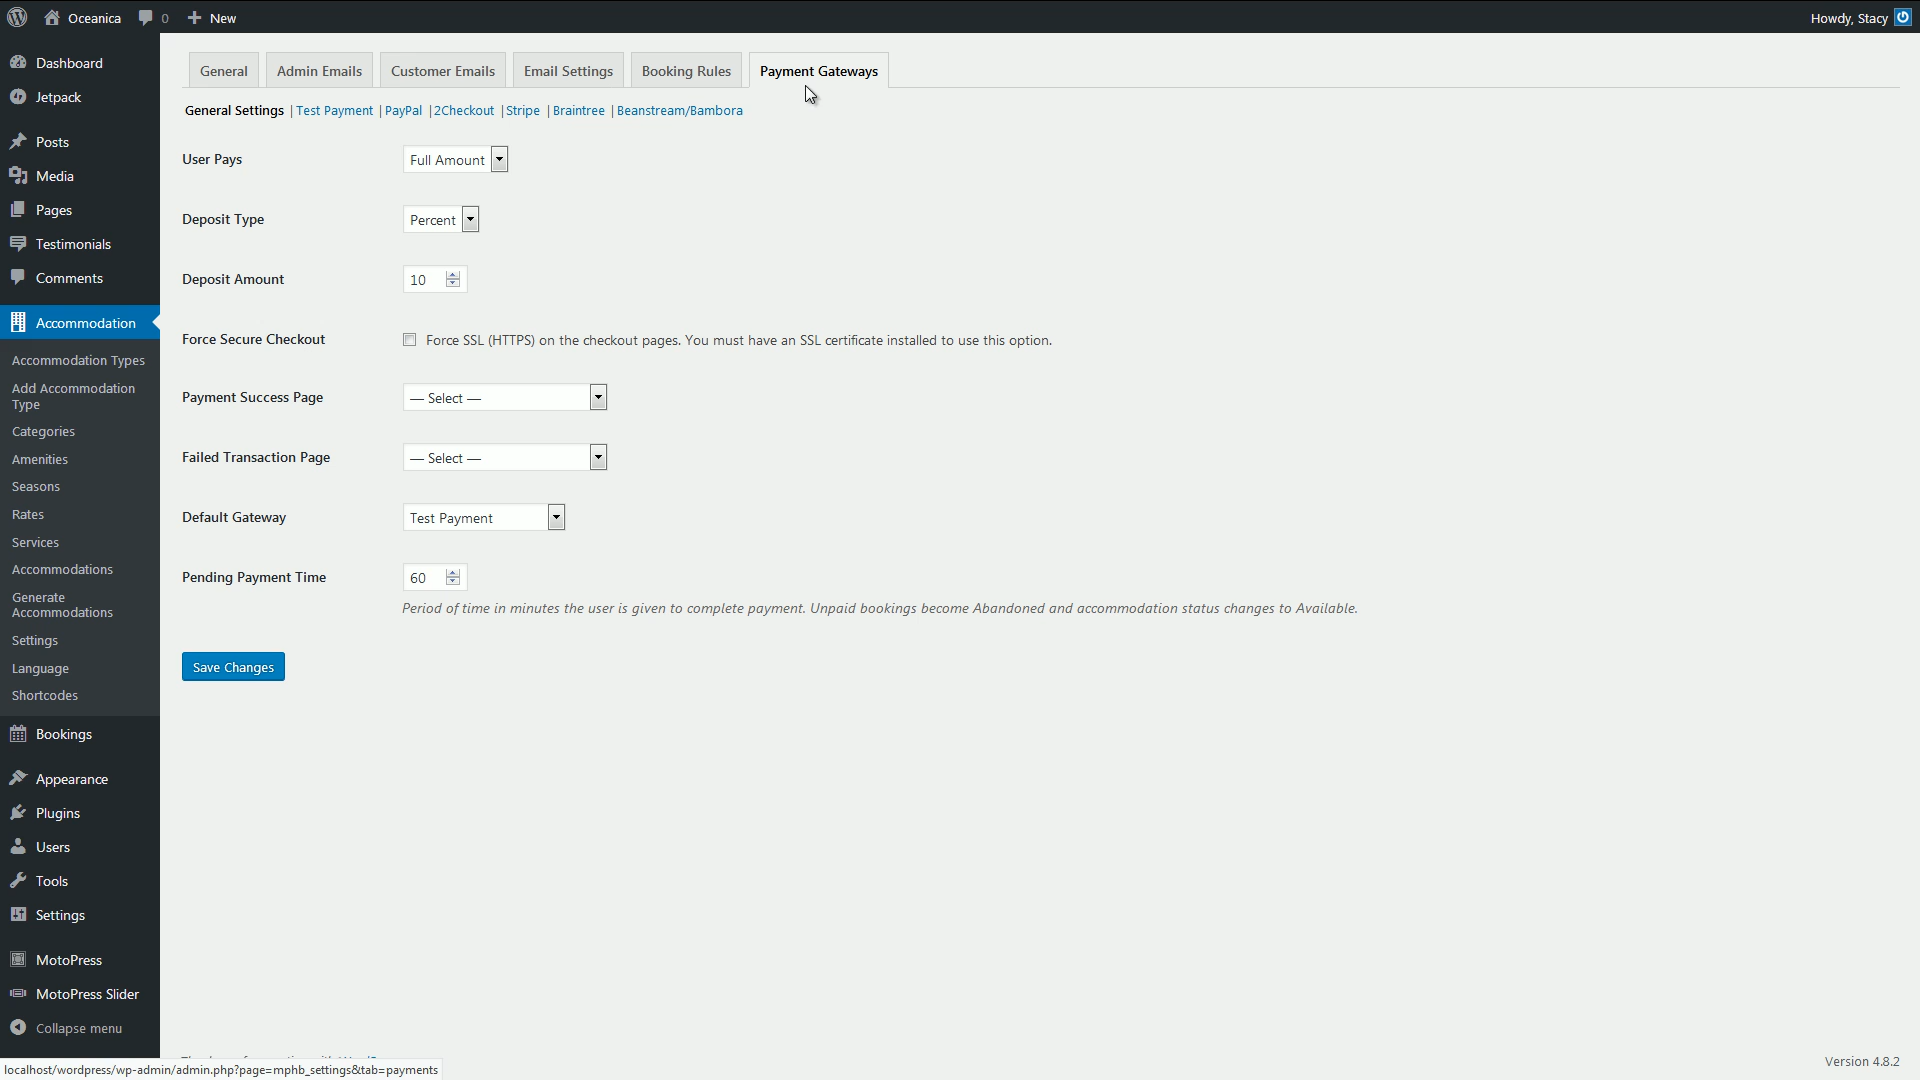 Oceanica 0 New Howdy, Stacy
Dashboard
Jetpack
Posts
Media
Pages
Testimonials
Comments
Accommodation
Accommodation Types
Add Accommodation
Type
Categories
Amenities
Seasons
Rates
Services
Accommodations
Generate
Accommodations
Settings
Language
Shortcodes
Bookings
Appearance
Plugins
Users
Tools
Settings
MotoPress
MotoPress Slider
Collapse menu
General Admin Emails Customer Emails Email Settings Booking Rules Payment Gateways
General Settings | Test Payment | PayPal | 2Checkout | Stripe | Braintree | Beanstream/Bambora
User Pays Full Amount
Deposit Type Percent
Deposit Amount 10
Force Secure Checkout Force SSL (HTTPS) on the checkout pages. You must have an SSL certificate installed to use this option.
Payment Success Page — Select —
Failed Transaction Page — Select —
Default Gateway Test Payment
Pending Payment Time 60
Period of time in minutes the user is given to complete payment. Unpaid bookings become Abandoned and accommodation status changes to Available.
Save Changes
Version 4.8.2
localhost/wordpress/wp-admin/admin.php?page=mphb_settings&tab=payments